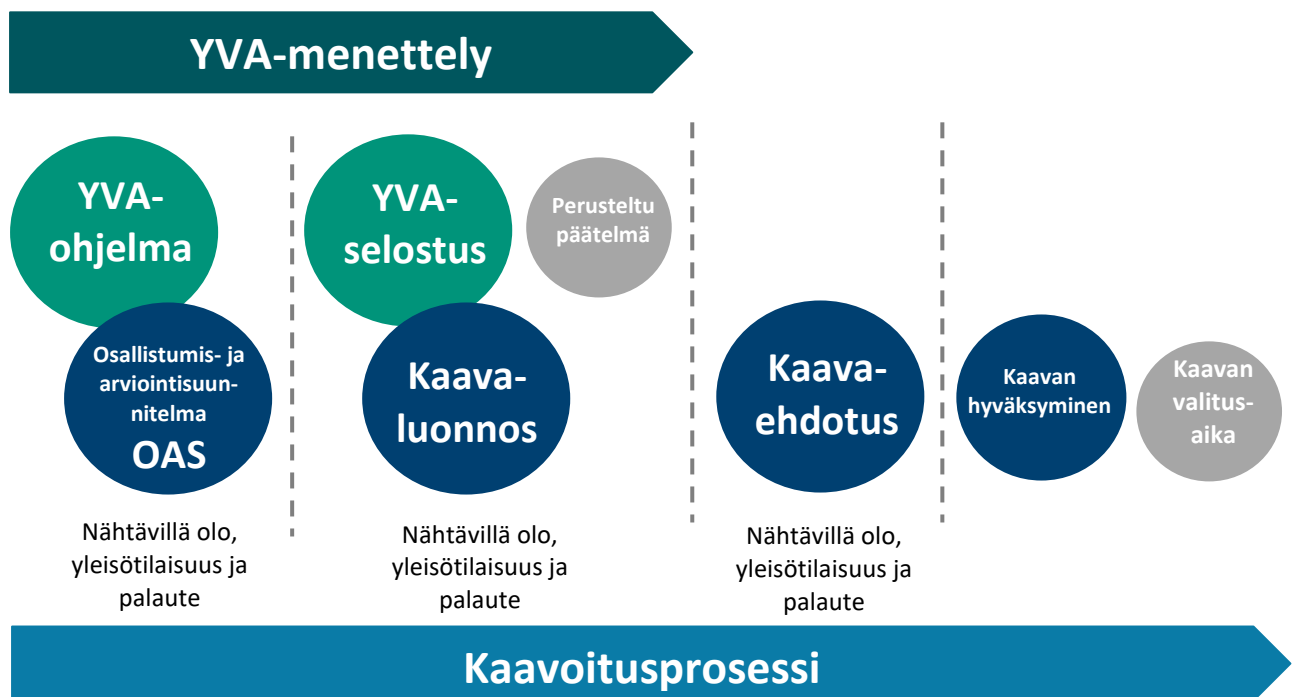 YVA-menettely
YVA-
ohjelma
Osallistumis- ja
arviointisuun-
nitelma
OAS
Nähtävillä olo,
yleisötilaisuus ja
palaute
YVA-
selostus
Perusteltu
päätelmä
Kaava-
luonnos
Nähtävillä olo,
yleisötilaisuus ja
palaute
Kaava-
ehdotus
Nähtävillä olo,
yleisötilaisuus ja
palaute
Kaavan
hyväksyminen
Kaavan
valitus-
aika
Kaavoitusprosessi